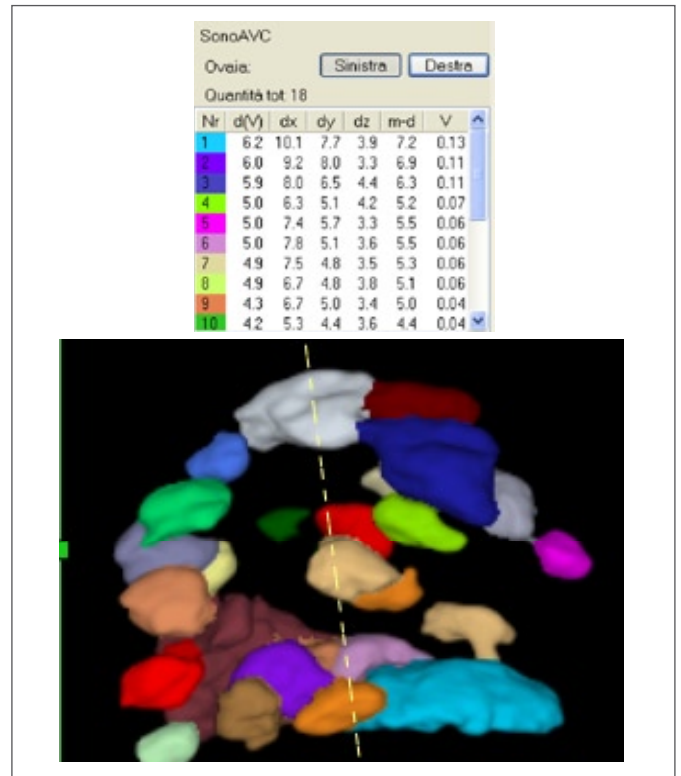 SonoAVC
Ovaia: Sinistra Destra
Quantità tot: 18
Nr d(V) dx dy dz m-d V
1 6.2 10.1 7.7 3.9 7.2 0.13
2 6.0 9.2 8.0 3.3 6.9 0.11
3 5.9 8.0 6.5 4.4 6.3 0.11
4 5.0 6.3 5.1 4.2 5.2 0.07
5 5.0 7.4 5.7 3.3 5.5 0.06
6 5.0 7.8 5.1 3.6 5.5 0.06
7 4.9 7.5 4.8 3.5 5.3 0.06
8 4.9 6.7 4.8 3.8 5.1 0.06
9 4.3 6.7 5.0 3.4 5.0 0.04
10 4.2 5.3 4.4 3.6 4.4 0.04